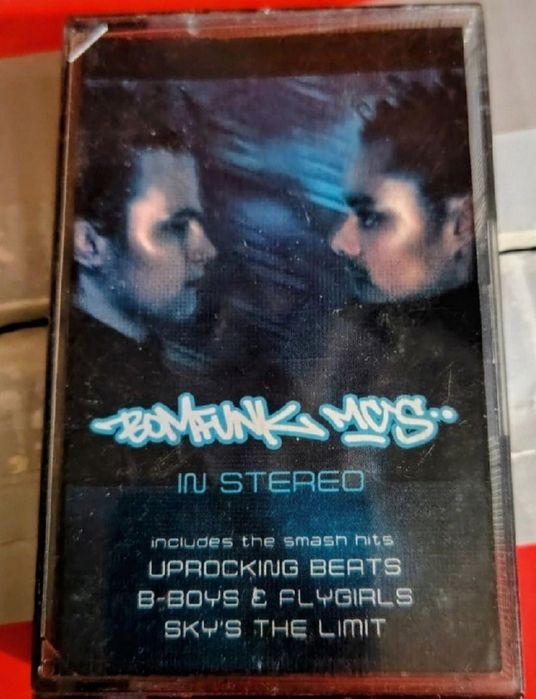 BOMFUNK MC'S..
IN STEREO
includes the smash hits
UPROCKING BEATS
B-BOYS & FLYGIRLS
SKY'S THE LIMIT